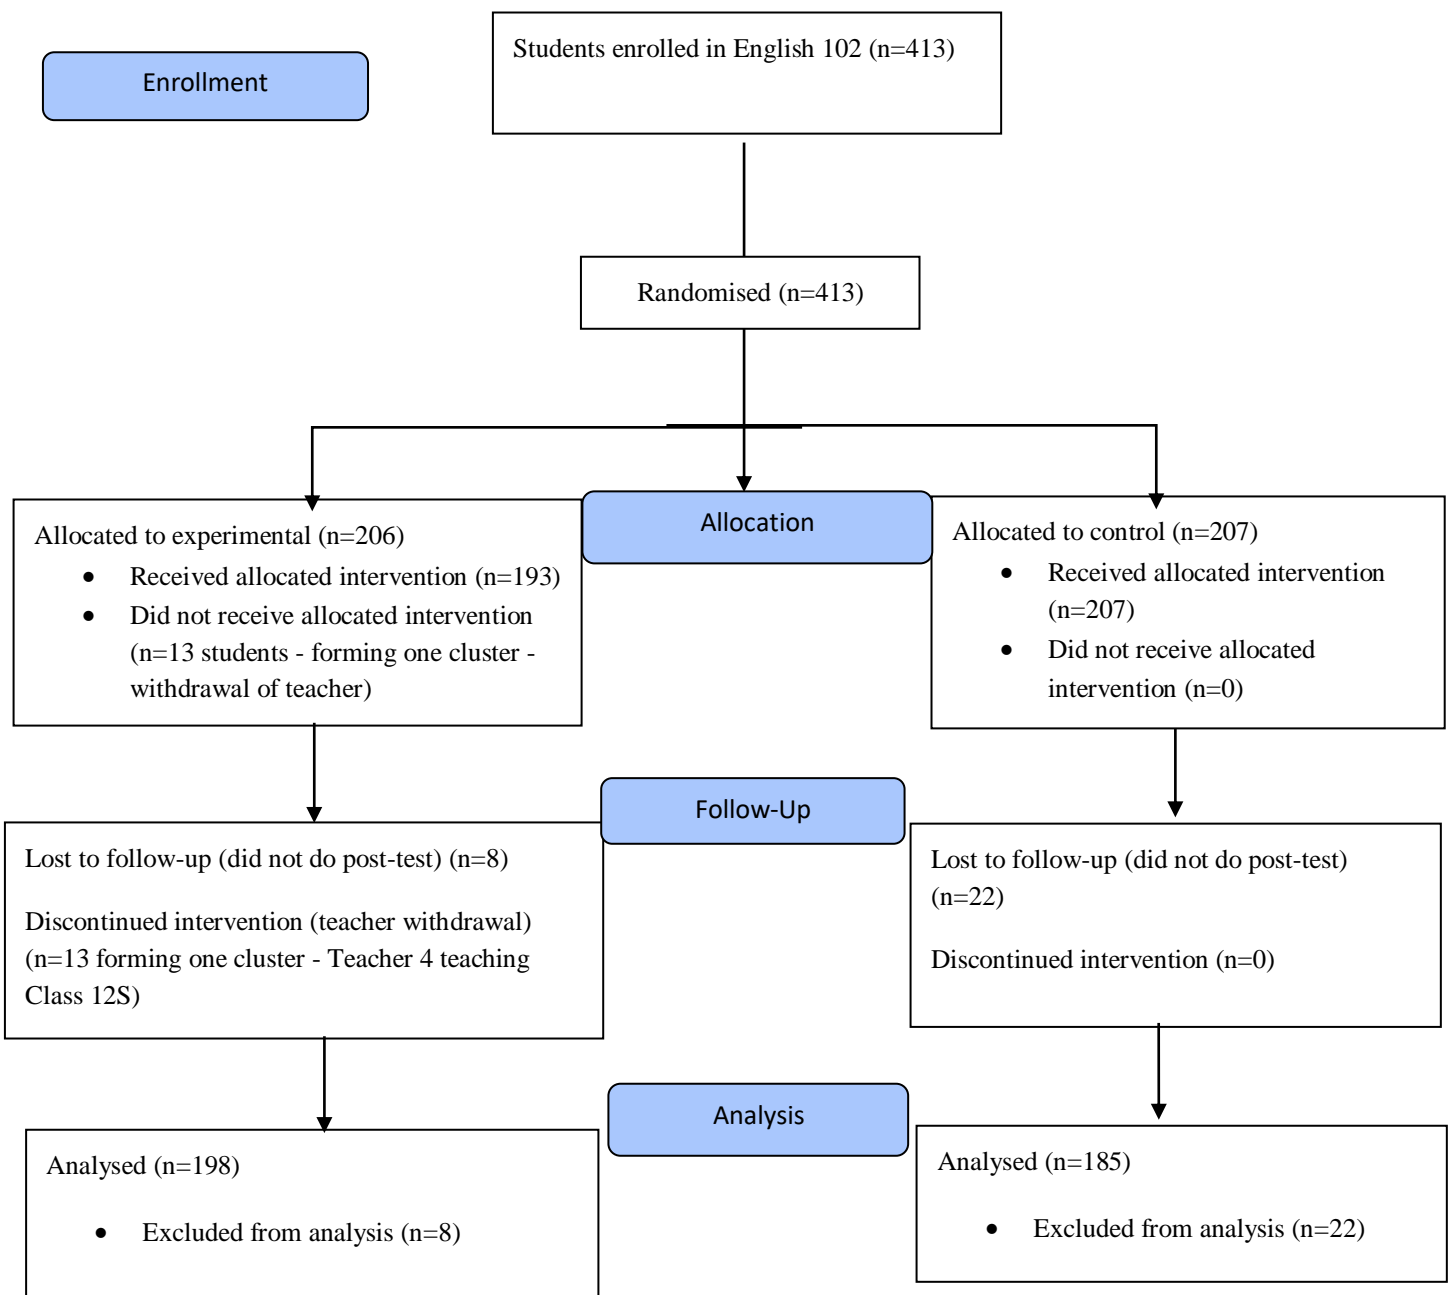 Students enrolled in English 102 (n=413)
Enrollment
Randomised (n=413)
Allocation
Allocated to experimental (n=206)
• Received allocated intervention (n=193)
• Did not receive allocated intervention
(n=13 students - forming one cluster -
withdrawal of teacher)
Allocated to control (n=207)
• Received allocated intervention
(n=207)
• Did not receive allocated
intervention (n=0)
Follow-Up
Lost to follow-up (did not do post-test) (n=8)
Discontinued intervention (teacher withdrawal)
(n=13 forming one cluster - Teacher 4 teaching
Class 12S)
Lost to follow-up (did not do post-test)
(n=22)
Discontinued intervention (n=0)
Analysis
Analysed (n=198)
• Excluded from analysis (n=8)
Analysed (n=185)
• Excluded from analysis (n=22)